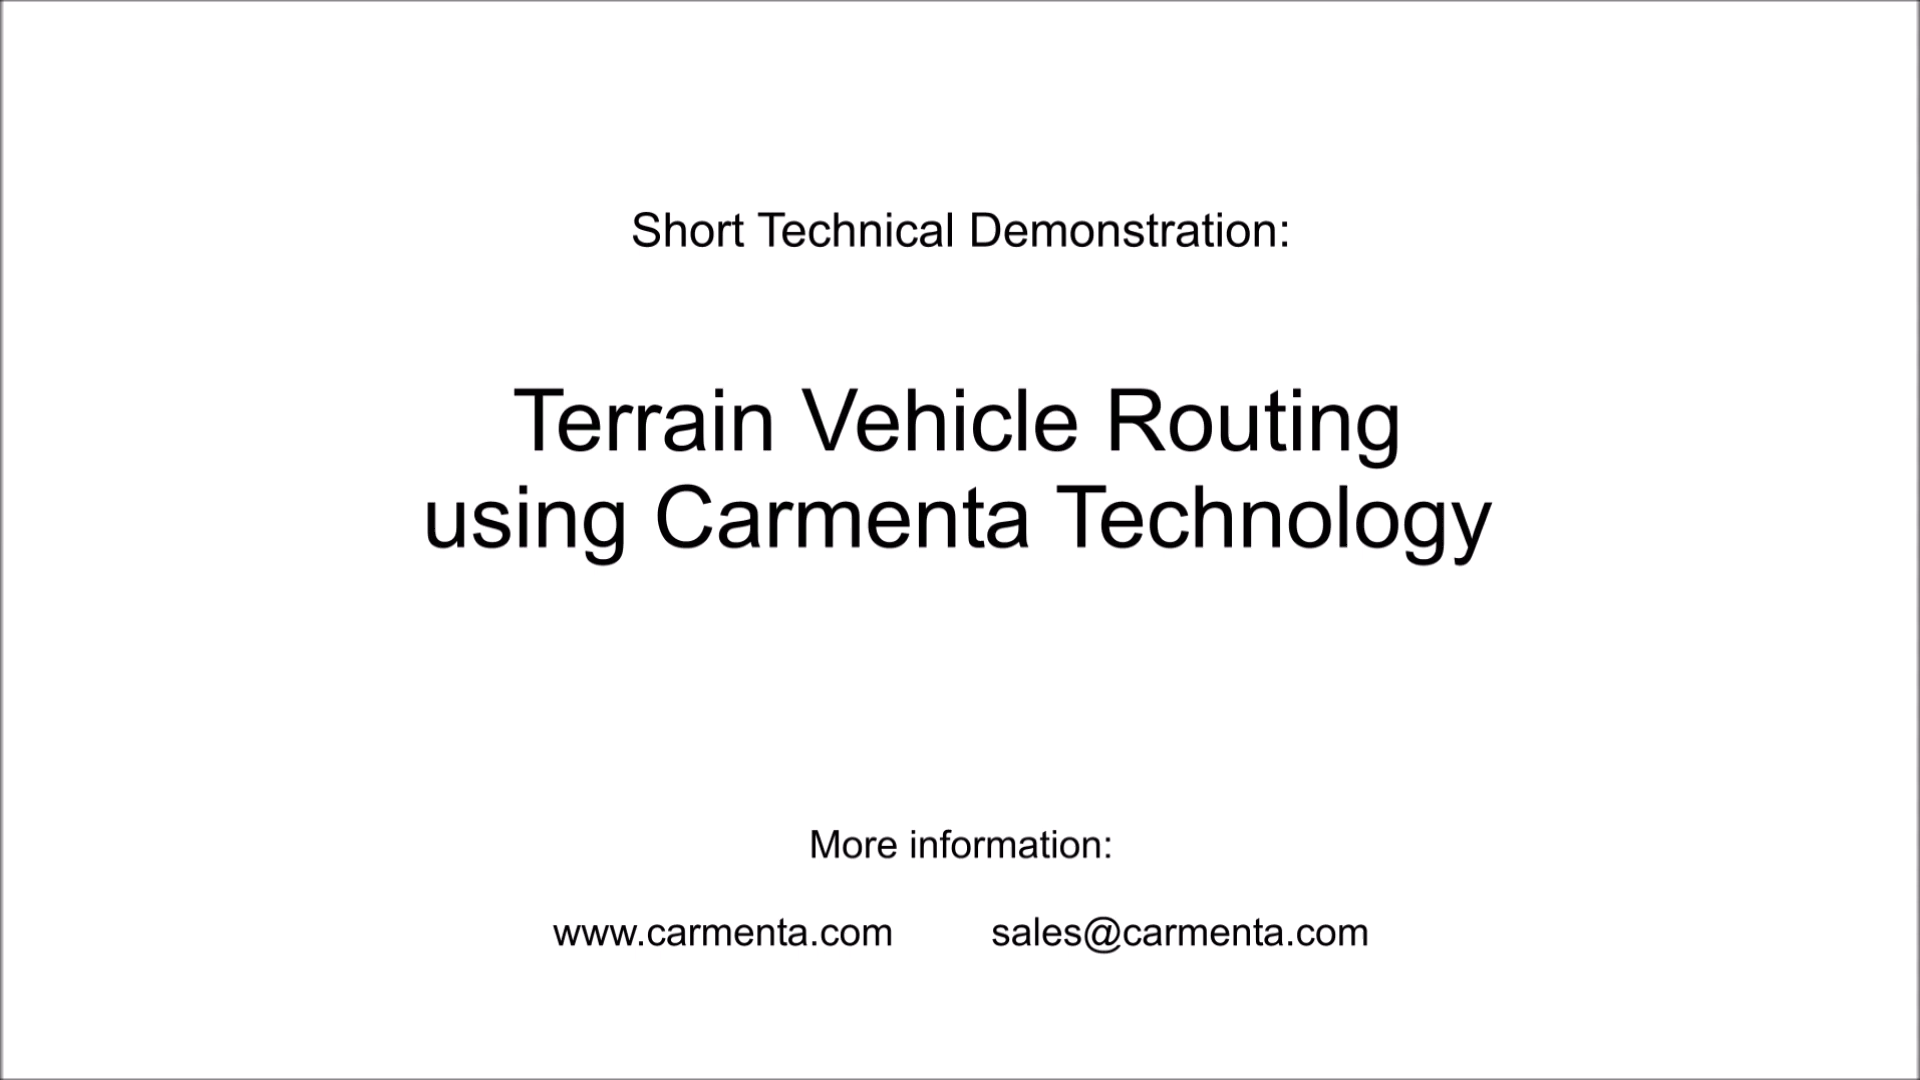 Short Technical Demonstration:
Terrain Vehicle Routing
using Carmenta Technology
More information:
www.carmenta.com sales@carmenta.com